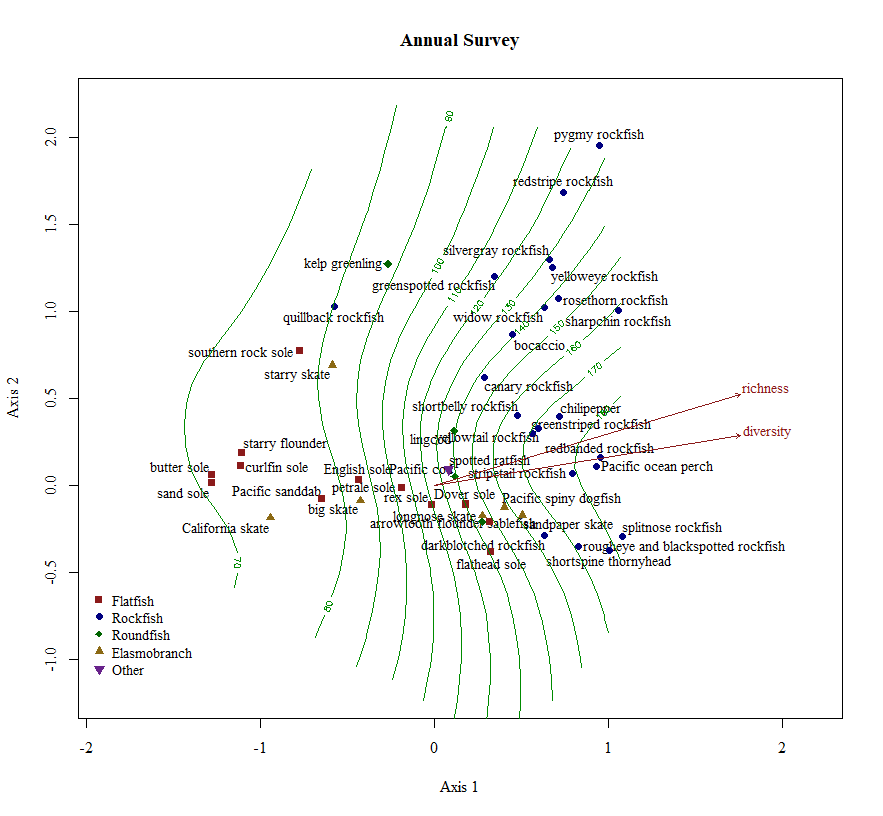 Annual Survey
80
pygmy rockfish
redstripe rockfish
silvergray rockfish
kelp greenling
100
yelloweye rockfish
greenspotted rockfish
110
rosethorn rockfish
120
130
quillback rockfish
widow rockfish
sharpchin rockfish
140
150
bocaccio
160
southern rock sole
starry skate
170
canary rockfish
richness
shortbelly rockfish
chilipepper
greenstriped rockfish
diversity
lingcod
yellowtail rockfish
starry flounder
redbanded rockfish
butter sole
curlfin sole
English sole
Pacific cod
spotted ratfish
stripetail rockfish
Pacific ocean perch
sand sole
Pacific sanddab
petrale sole
rex sole
Dover sole
Pacific spiny dogfish
big skate
longnose skate
California skate
arrowtooth flounder
sablefish
sandpaper skate
splitnose rockfish
darkblotched rockfish
rougheye and blackspotted rockfish
70
flathead sole
shortspine thornyhead
80
Flatfish
Rockfish
Roundfish
Elasmobranch
Other
2.0
1.5
1.0
0.5
0.0
-0.5
-1.0
Axis 2
-2 -1 0 1 2
Axis 1